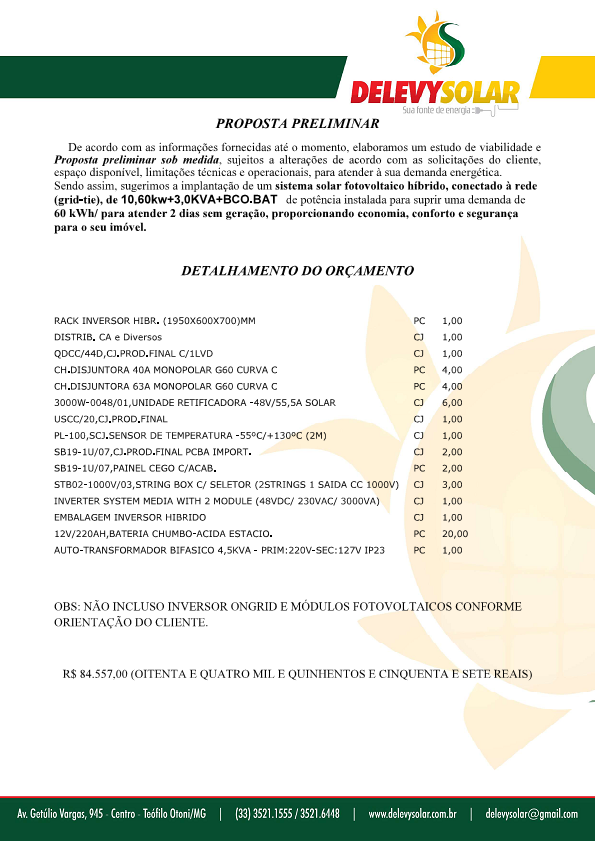 DELEVYSOLAR
Sua fonte de energia
PROPOSTA PRELIMINAR
De acordo com as informações fornecidas até o momento, elaboramos um estudo de viabilidade e
Proposta preliminar sob medida, sujeitos a alterações de acordo com as solicitações do cliente,
espaço disponível, limitações técnicas e operacionais, para atender à sua demanda energética.
Sendo assim, sugerimos a implantação de um sistema solar fotovoltaico híbrido, conectado à rede
(grid-tie), de 10,60kw+3,0KVA+BCO.BAT de potência instalada para suprir uma demanda de
60 kWh/ para atender 2 dias sem geração, proporcionando economia, conforto e segurança
para o seu imóvel.
DETALHAMENTO DO ORÇAMENTO
RACK INVERSOR HIBR. (1950X600X700)MM PC 1,00
DISTRIB. CA e Diversos CJ 1,00
QDCC/44D,CJ.PROD.FINAL C/1LVD CJ 1,00
CH.DISJUNTORA 40A MONOPOLAR G60 CURVA C PC 4,00
CH.DISJUNTORA 63A MONOPOLAR G60 CURVA C PC 4,00
3000W-0048/01,UNIDADE RETIFICADORA -48V/55,5A SOLAR CJ 6,00
USCC/20,CJ.PROD.FINAL CJ 1,00
PL-100,SCJ.SENSOR DE TEMPERATURA -55ºC/+130ºC (2M) CJ 1,00
SB19-1U/07,CJ.PROD.FINAL PCBA IMPORT. CJ 2,00
SB19-1U/07,PAINEL CEGO C/ACAB. PC 2,00
STB02-1000V/03,STRING BOX C/ SELETOR (2STRINGS 1 SAIDA CC 1000V) CJ 3,00
INVERTER SYSTEM MEDIA WITH 2 MODULE (48VDC/ 230VAC/ 3000VA) CJ 1,00
EMBALAGEM INVERSOR HIBRIDO CJ 1,00
12V/220AH,BATERIA CHUMBO-ACIDA ESTACIO. PC 20,00
AUTO-TRANSFORMADOR BIFASICO 4,5KVA - PRIM:220V-SEC:127V IP23 PC 1,00
OBS: NÃO INCLUSO INVERSOR ONGRID E MÓDULOS FOTOVOLTAICOS CONFORME
ORIENTAÇÃO DO CLIENTE.
R$ 84.557,00 (OITENTA E QUATRO MIL E QUINHENTOS E CINQUENTA E SETE REAIS)
Av. Getúlio Vargas, 945 - Centro - Teófilo Otoni/MG | (33) 3521.1555 / 3521.6448 | www.delevysolar.com.br | delevysolar@gmail.com